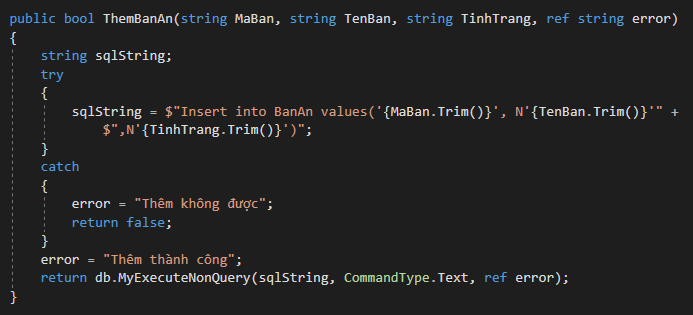 public bool ThemBanAn(string MaBan, string TenBan, string TinhTrang, ref string error)
{
    string sqlString;
    try
    {
        sqlString = $"Insert into BanAn values('{MaBan.Trim()}', N'{TenBan.Trim()}'" +
            $",N'{TinhTrang.Trim()}')";
    }
    catch
    {
        error = "Thêm không được";
        return false;
    }
    error = "Thêm thành công";
    return db.MyExecuteNonQuery(sqlString, CommandType.Text, ref error);
}